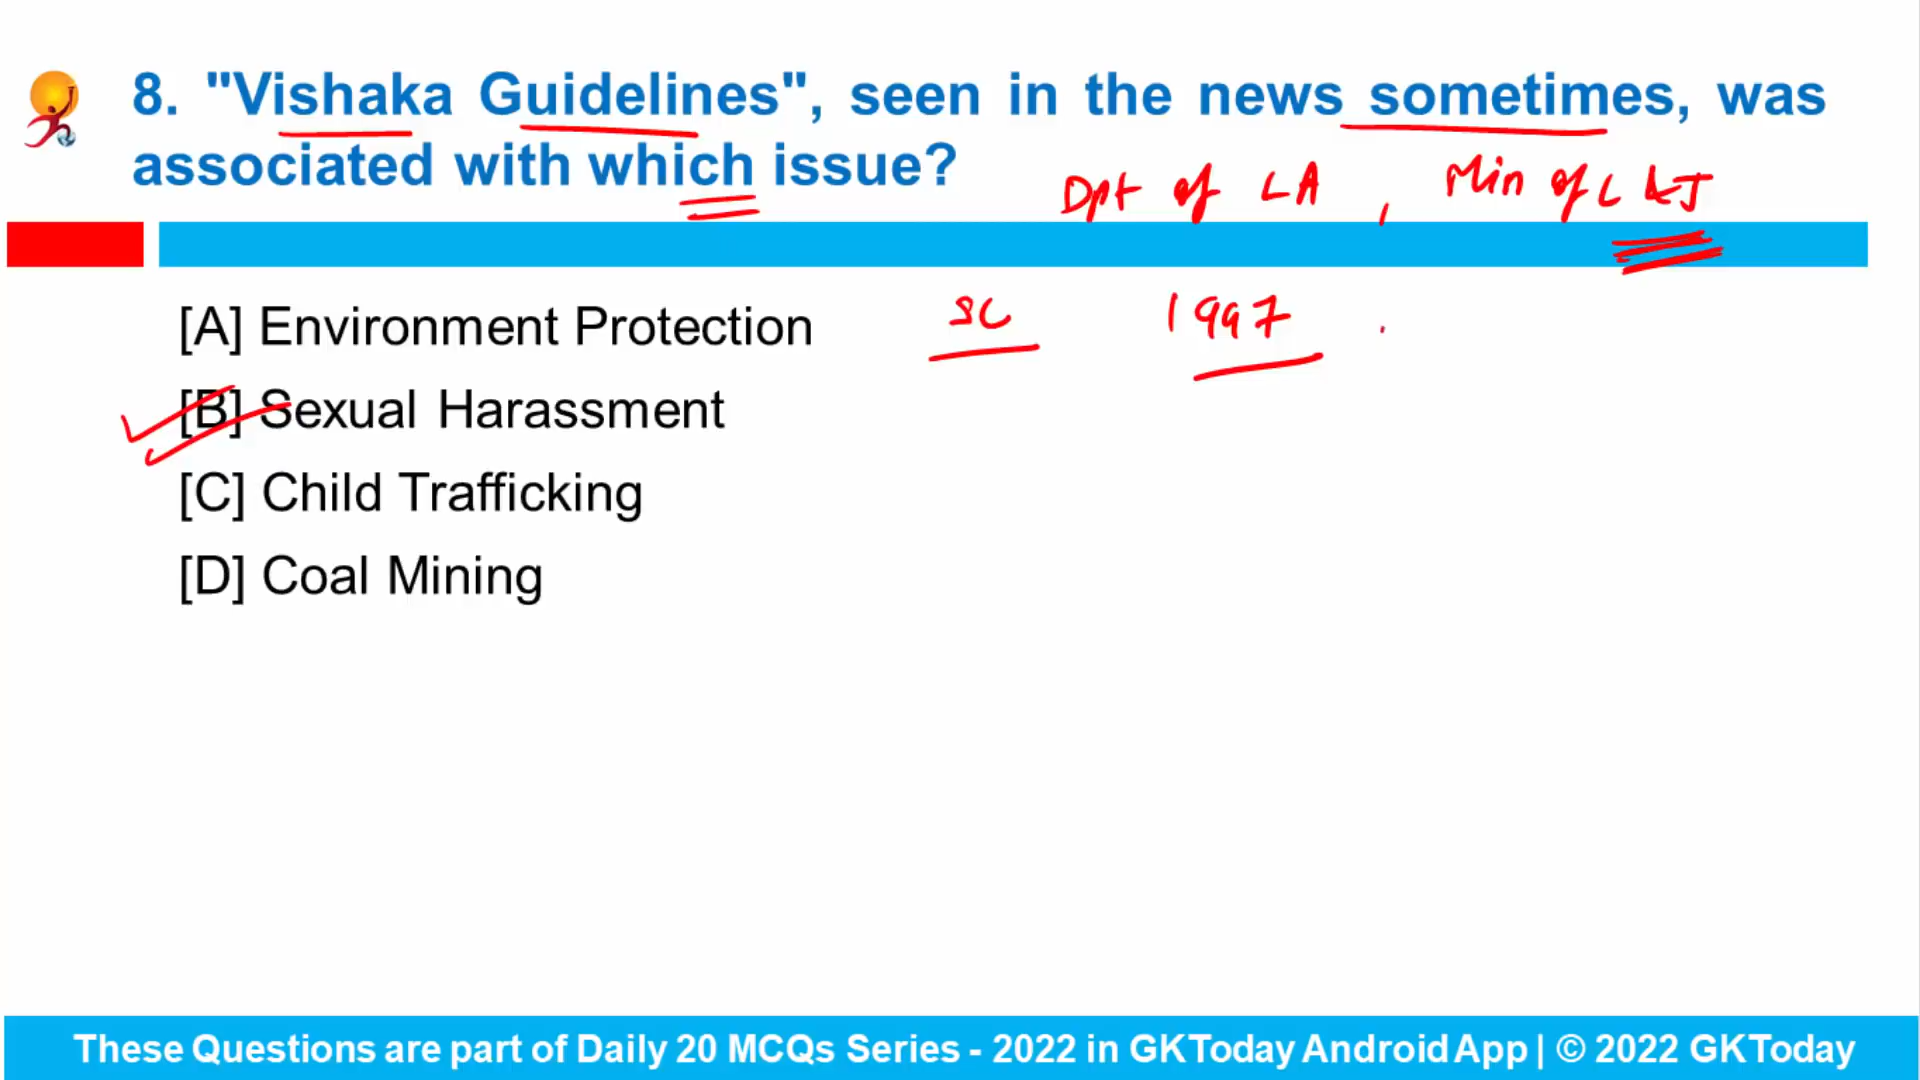 8. "Vishaka Guidelines", seen in the news sometimes, was
associated with which issue?
Dpt of LA, Min of L & J
[A] Environment Protection
SC 1997
[B] Sexual Harassment
[C] Child Trafficking
[D] Coal Mining
These Questions are part of Daily 20 MCQs Series - 2022 in GKToday Android App | © 2022 GKToday